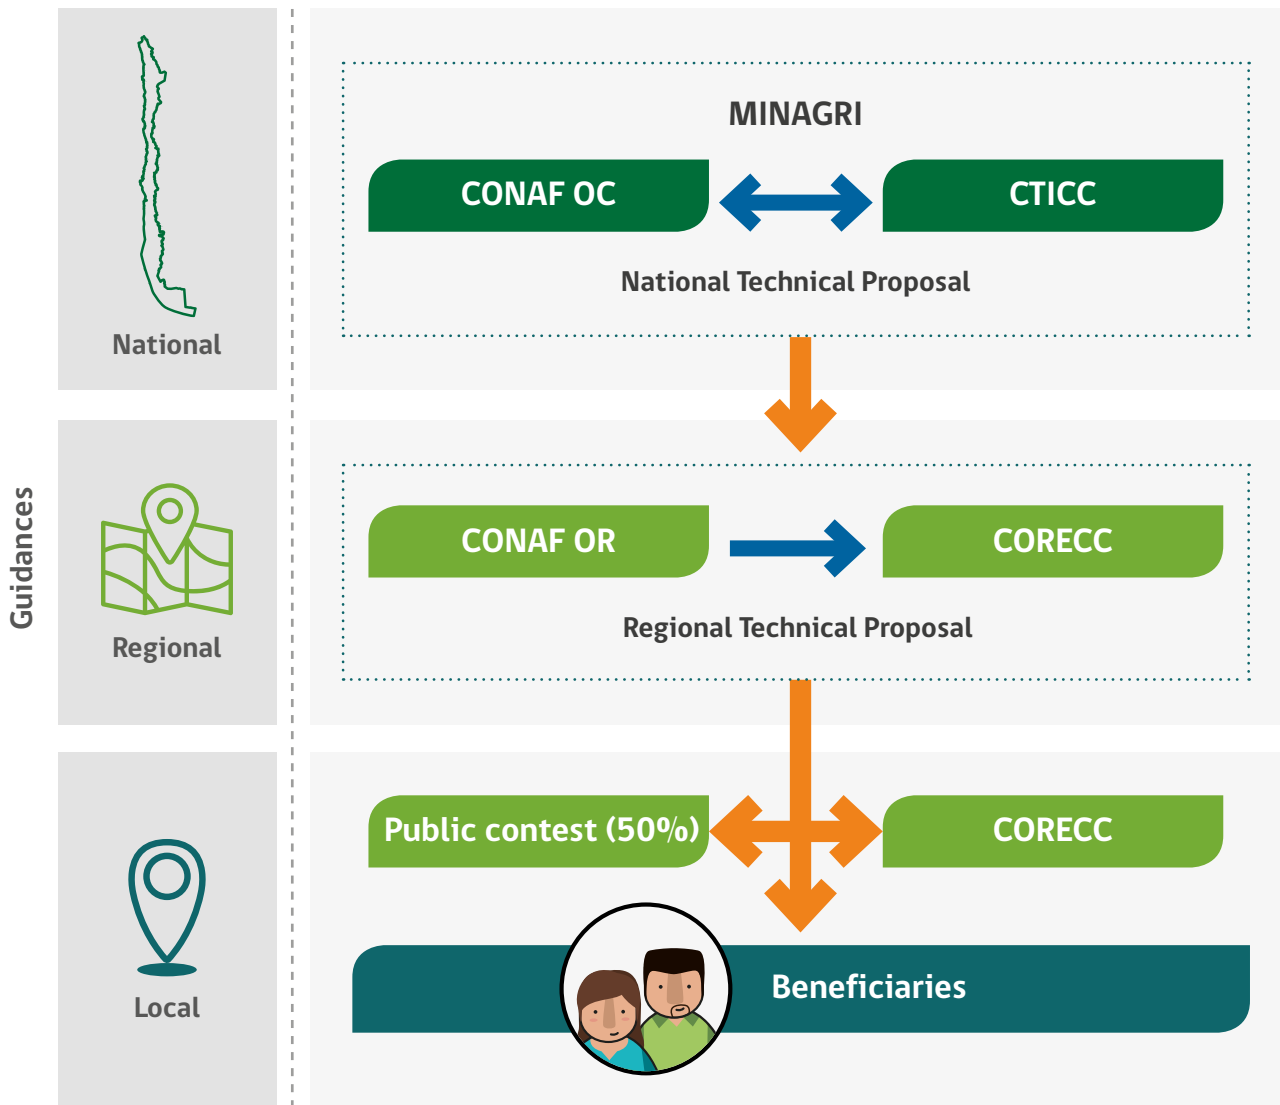 Guidances
National
MINAGRI
CONAF OC
CTICC
National Technical Proposal
Regional
CONAF OR
CORECC
Regional Technical Proposal
Local
Public contest (50%)
CORECC
Beneficiaries